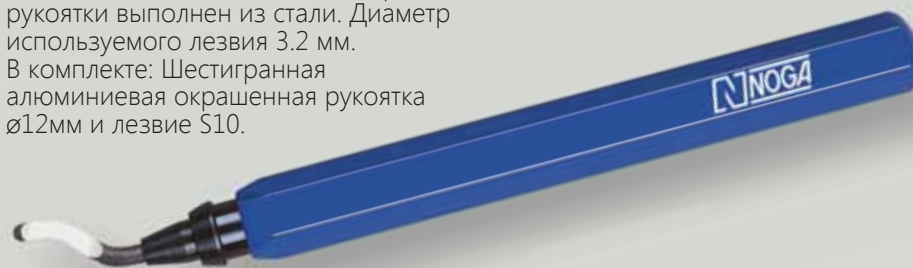 рукоятки выполнен из стали. Диаметр
используемого лезвия 3.2 мм.
В комплекте: Шестигранная
алюминиевая окрашенная рукоятка
ø12мм и лезвие S10.
NOGA